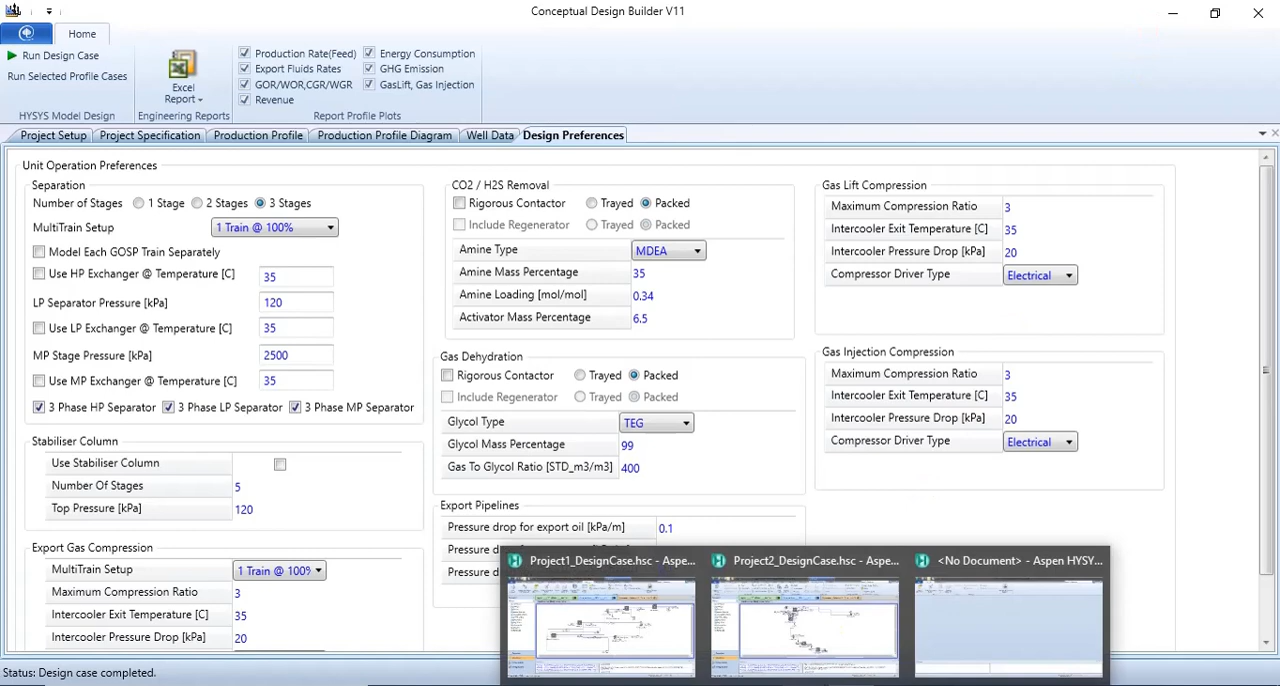 Conceptual Design Builder V11
Home
Run Design Case
Run Selected Profile Cases
HYSYS Model Design
Excel
Report
Engineering Reports
Production Rate(Feed)
Energy Consumption
Export Fluids Rates
GHG Emission
GOR/WOR,CGR/WGR
GasLift, Gas Injection
Revenue
Report Profile Plots
Project Setup
Project Specification
Production Profile
Production Profile Diagram
Well Data
Design Preferences
Unit Operation Preferences
Separation
Number of Stages
1 Stage
2 Stages
3 Stages
MultiTrain Setup
1 Train @ 100%
Model Each GOSP Train Separately
Use HP Exchanger @ Temperature [C]
35
LP Separator Pressure [kPa]
120
Use LP Exchanger @ Temperature [C]
35
MP Stage Pressure [kPa]
2500
Use MP Exchanger @ Temperature [C]
35
3 Phase HP Separator
3 Phase LP Separator
3 Phase MP Separator
Stabiliser Column
Use Stabiliser Column
Number Of Stages
5
Top Pressure [kPa]
120
Export Gas Compression
MultiTrain Setup
1 Train @ 100%
Maximum Compression Ratio
3
Intercooler Exit Temperature [C]
35
Intercooler Pressure Drop [kPa]
20
CO2 / H2S Removal
Rigorous Contactor
Trayed
Packed
Include Regenerator
Trayed
Packed
Amine Type
MDEA
Amine Mass Percentage
35
Amine Loading [mol/mol]
0.34
Activator Mass Percentage
6.5
Gas Dehydration
Rigorous Contactor
Trayed
Packed
Include Regenerator
Trayed
Packed
Glycol Type
TEG
Glycol Mass Percentage
99
Gas To Glycol Ratio [STD_m3/m3]
400
Export Pipelines
Pressure drop for export oil [kPa/m]
0.1
Pressure d
Pressure de
Gas Lift Compression
Maximum Compression Ratio
3
Intercooler Exit Temperature [C]
35
Intercooler Pressure Drop [kPa]
20
Compressor Driver Type
Electrical
Gas Injection Compression
Maximum Compression Ratio
3
Intercooler Exit Temperature [C]
35
Intercooler Pressure Drop [kPa]
20
Compressor Driver Type
Electrical
Project1_DesignCase.hsc - Aspe...
Project2_DesignCase.hsc - Aspe...
<No Document> - Aspen HYSY...
Status: Design case completed.